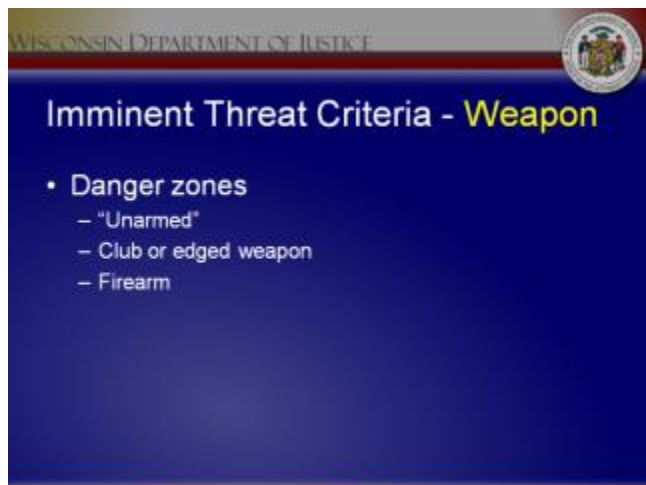 WISCONSIN DEPARTMENT OF JUSTICE
Imminent Threat Criteria - Weapon
• Danger zones
– “Unarmed”
– Club or edged weapon
– Firearm